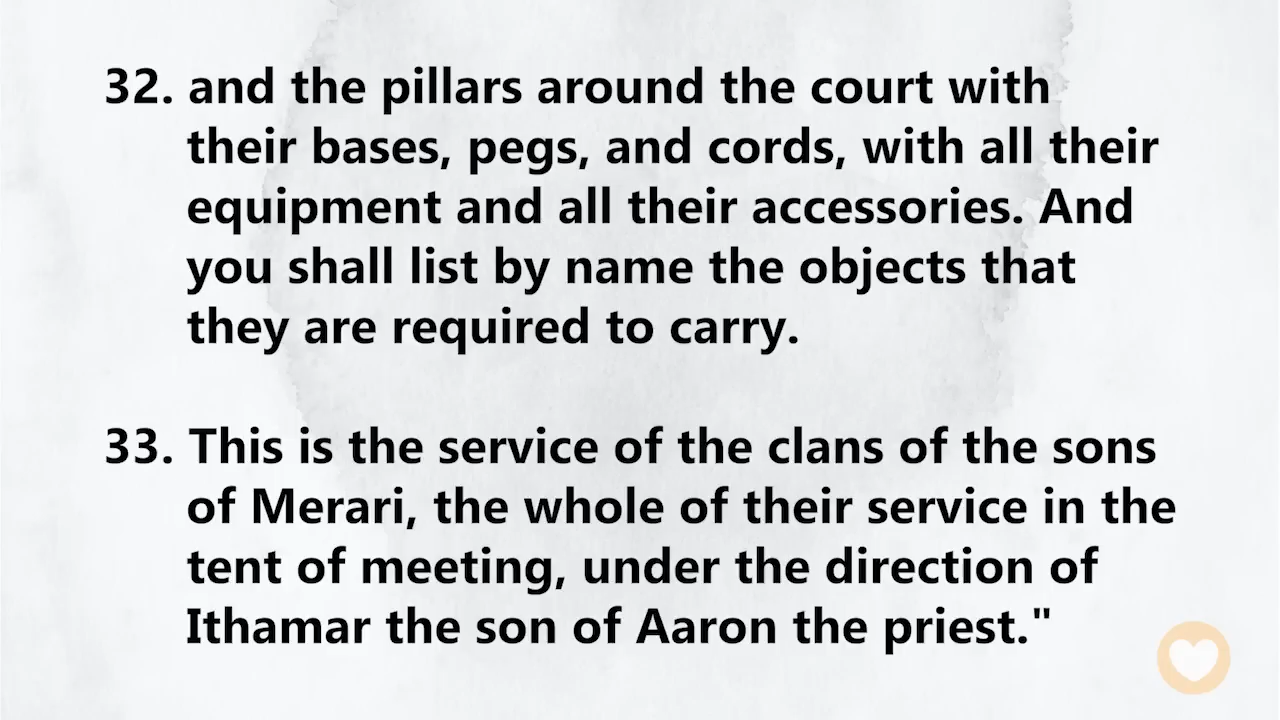 32. and the pillars around the court with
their bases, pegs, and cords, with all their
equipment and all their accessories. And
you shall list by name the objects that
they are required to carry.
33. This is the service of the clans of the sons
of Merari, the whole of their service in the
tent of meeting, under the direction of
Ithamar the son of Aaron the priest."